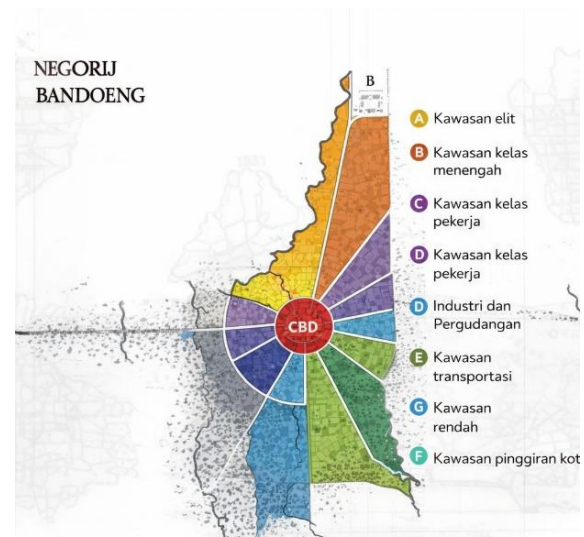 NEGORIJ
BANDOENG
B
A Kawasan elit
B Kawasan kelas
menengah
C Kawasan kelas
pekerja
D Kawasan kelas
pekerja
D Industri dan
Pergudangan
E Kawasan
transportasi
G Kawasan
rendah
F Kawasan pinggiran kot
CBD